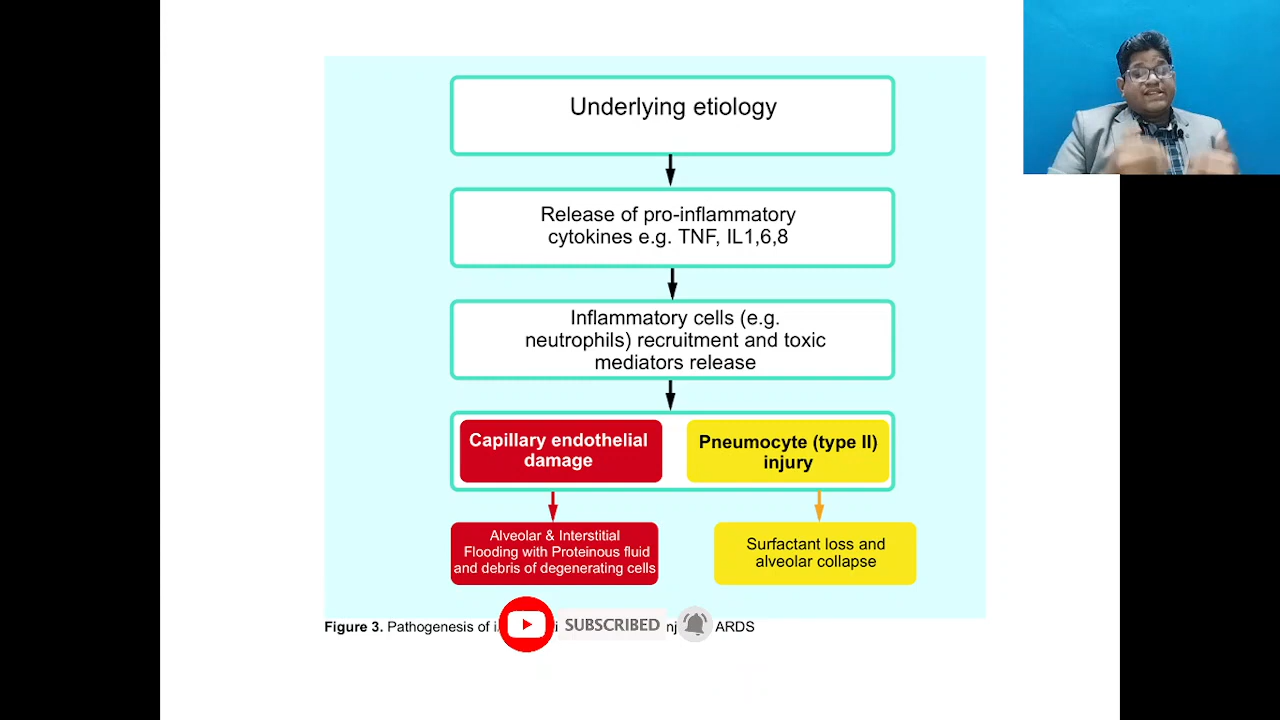 Underlying etiology
Release of pro-inflammatory
cytokines e.g. TNF, IL1,6,8
Inflammatory cells (e.g.
neutrophils) recruitment and toxic
mediators release
Capillary endothelial
damage
Pneumocyte (type II)
injury
Alveolar & Interstitial
Flooding with Proteinous fluid
and debris of degenerating cells
Surfactant loss and
alveolar collapse
Figure 3. Pathogenesis of ARDS
SUBSCRIBED